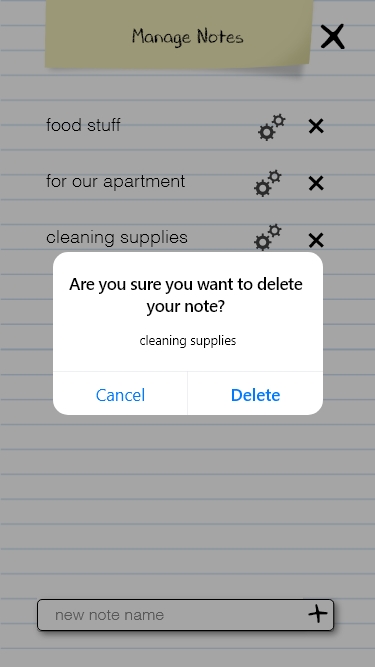 Manage Notes
food stuff
for our apartment
cleaning supplies
Are you sure you want to delete
your note?
cleaning supplies
Cancel
Delete
new note name